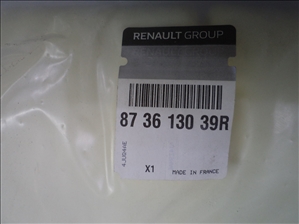 RENAULT GROUP
87 36 130 39R
X1
MADE IN FRANCE